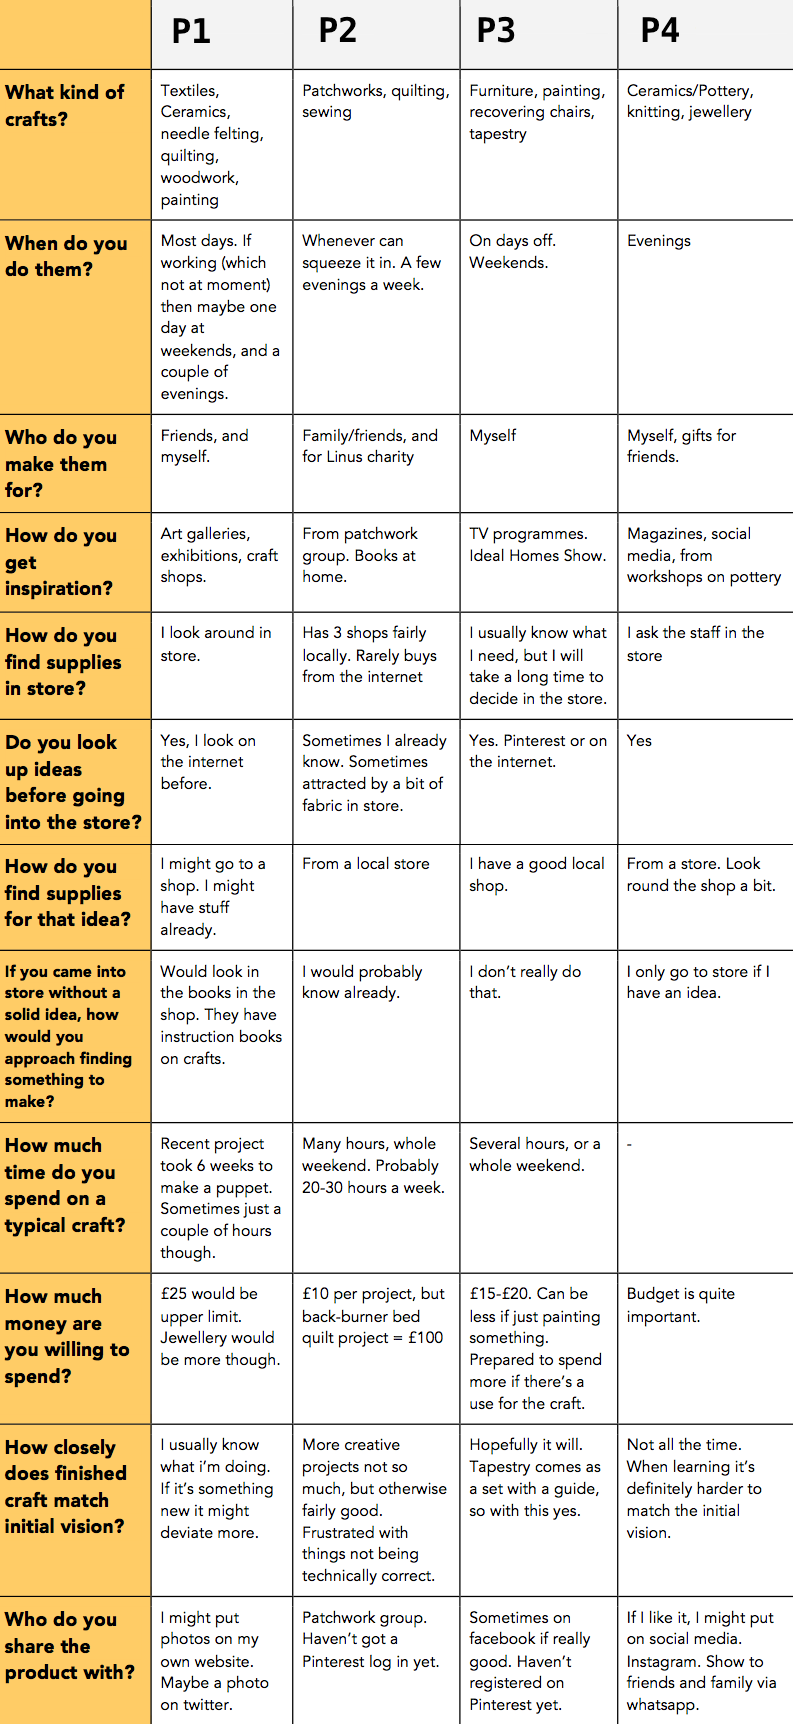 P1 P2 P3 P4
What kind of
crafts?
Textiles,
Ceramics,
needle felting,
quilting,
woodwork,
painting
Patchworks, quilting,
sewing
Furniture, painting,
recovering chairs,
tapestry
Ceramics/Pottery,
knitting, jewellery
When do you
do them?
Most days. If
working (which
not at moment)
then maybe one
day at
weekends, and a
couple of
evenings.
Whenever can
squeeze it in. A few
evenings a week.
On days off.
Weekends.
Evenings
Who do you
make them
for?
Friends, and
myself.
Family/friends, and
for Linus charity
Myself
Myself, gifts for
friends.
How do you
get
inspiration?
Art galleries,
exhibitions, craft
shops.
From patchwork
group. Books at
home.
TV programmes.
Ideal Homes Show.
Magazines, social
media, from
workshops on pottery
How do you
find supplies
in store?
I look around in
store.
Has 3 shops fairly
locally. Rarely buys
from the internet
I usually know what
I need, but I will
take a long time to
decide in the store.
I ask the staff in the
store
Do you look
up ideas
before going
into the store?
Yes, I look on
the internet
before.
Sometimes I already
know. Sometimes
attracted by a bit of
fabric in store.
Yes. Pinterest or on
the internet.
Yes
How do you
find supplies
for that idea?
I might go to a
shop. I might
have stuff
already.
From a local store
I have a good local
shop.
From a store. Look
round the shop a bit.
If you came into
store without a
solid idea, how
would you
approach finding
something to
make?
Would look in
the books in the
shop. They have
instruction books
on crafts.
I would probably
know already.
I don't really do
that.
I only go to store if I
have an idea.
How much
time do you
spend on a
typical craft?
Recent project
took 6 weeks to
make a puppet.
Sometimes just a
couple of hours
though.
Many hours, whole
weekend. Probably
20-30 hours a week.
Several hours, or a
whole weekend.
-
How much
money are
you willing to
spend?
£25 would be
upper limit.
Jewellery would
be more though.
£10 per project, but
back-burner bed
quilt project = £100
£15-£20. Can be
less if just painting
something.
Prepared to spend
more if there's a
use for the craft.
Budget is quite
important.
How closely
does finished
craft match
initial vision?
I usually know
what i'm doing.
If it's something
new it might
deviate more.
More creative
projects not so
much, but otherwise
fairly good.
Frustrated with
things not being
technically correct.
Hopefully it will.
Tapestry comes as
a set with a guide,
so with this yes.
Not all the time.
When learning it's
definitely harder to
match the initial
vision.
Who do you
share the
product with?
I might put
photos on my
own website.
Maybe a photo
on twitter.
Patchwork group.
Haven't got a
Pinterest log in yet.
Sometimes on
facebook if really
good. Haven't
registered on
Pinterest yet.
If I like it, I might put
on social media.
Instagram. Show to
friends and family via
whatsapp.